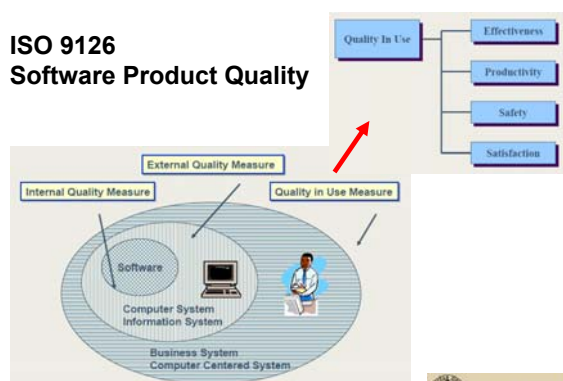 ISO 9126
Software Product Quality
Quality In Use
Effectiveness
Productivity
Safety
Satisfaction
External Quality Measure
Internal Quality Measure
Quality in Use Measure
Software
Computer System
Information System
Business System
Computer Centered System